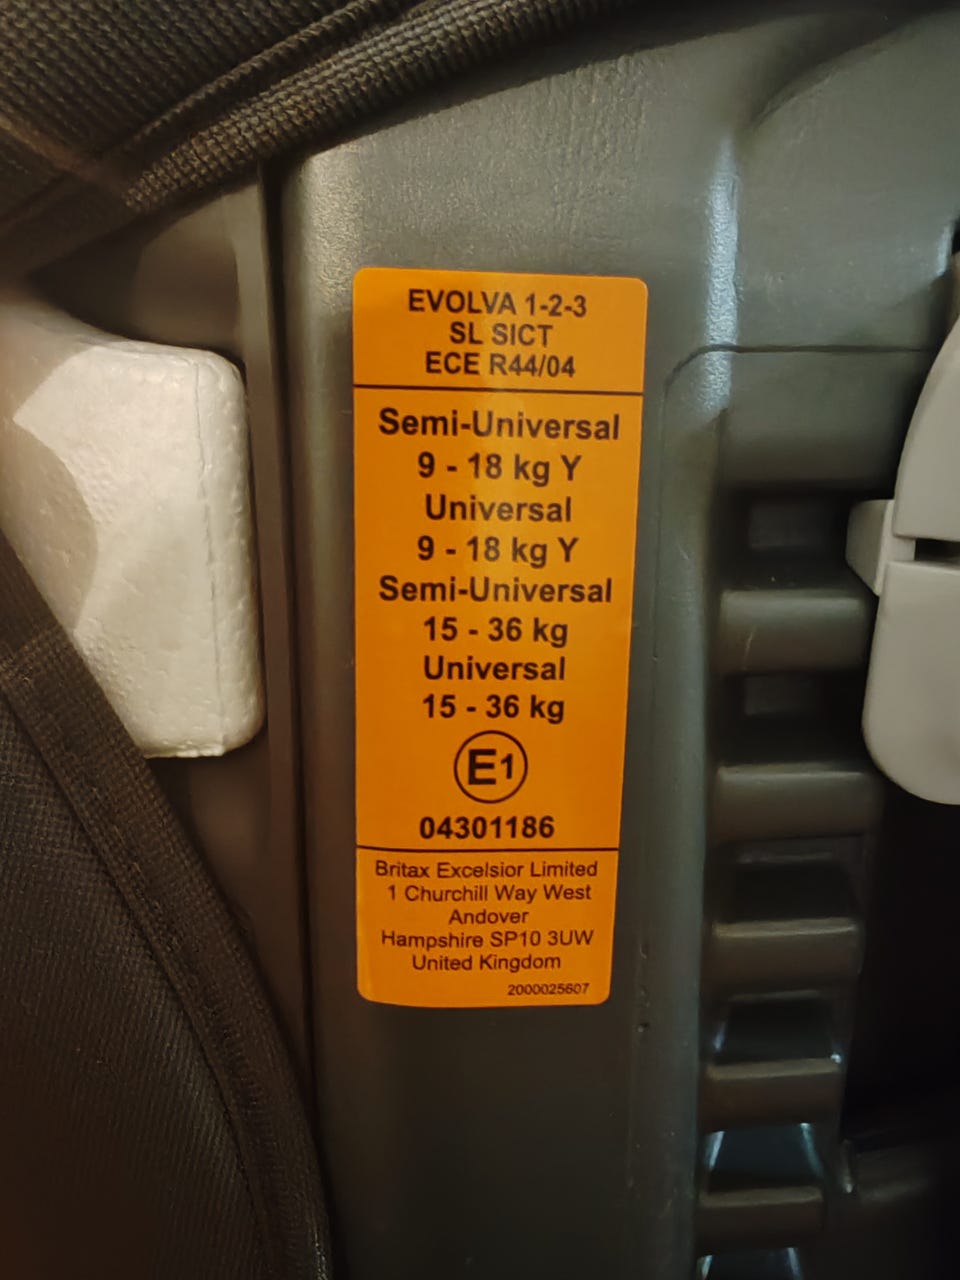 EVOLVA 1-2-3
SL SICT
ECE R44/04
Semi-Universal
9 - 18 kg Y
Universal
9 - 18 kg Y
Semi-Universal
15 - 36 kg
Universal
15 - 36 kg
E1
04301186
Britax Excelsior Limited
1 Churchill Way West
Andover
Hampshire SP10 3UW
United Kingdom
2000025607